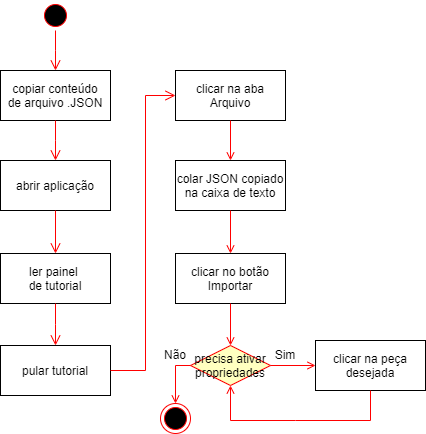 copiar conteúdo
de arquivo .JSON
abrir aplicação
ler painel
de tutorial
pular tutorial
clicar na aba
Arquivo
colar JSON copiado
na caixa de texto
clicar no botão
Importar
precisa ativar
propriedades
Não
Sim
clicar na peça
desejada